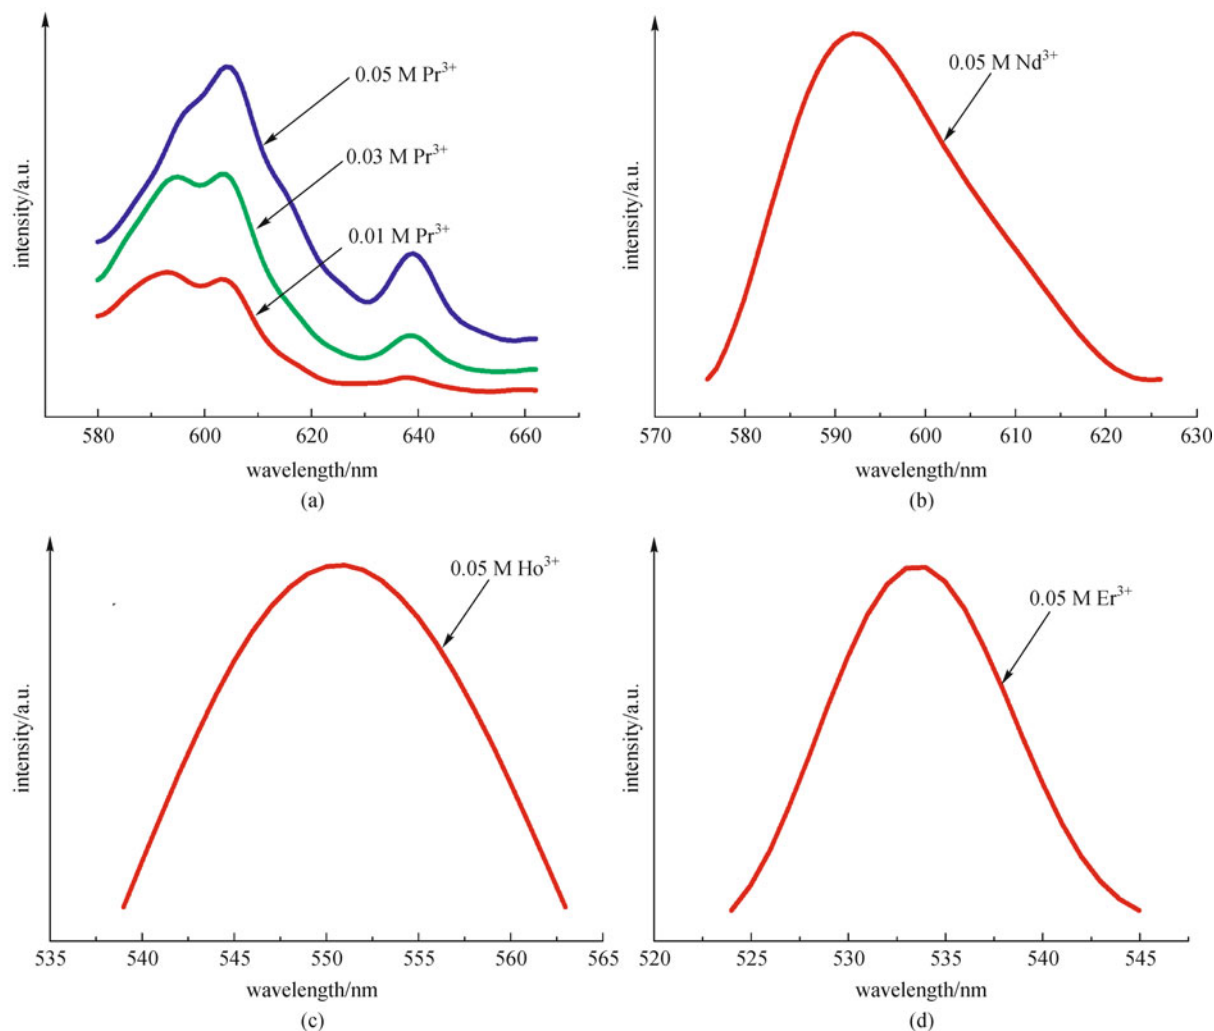 intensity/a.u.
0.05 M Pr³⁺
0.03 M Pr³⁺
0.01 M Pr³⁺
580 600 620 640 660
wavelength/nm
(a)
intensity/a.u.
0.05 M Nd³⁺
570 580 590 600 610 620 630
wavelength/nm
(b)
intensity/a.u.
0.05 M Ho³⁺
535 540 545 550 555 560 565
wavelength/nm
(c)
intensity/a.u.
0.05 M Er³⁺
520 525 530 535 540 545
wavelength/nm
(d)